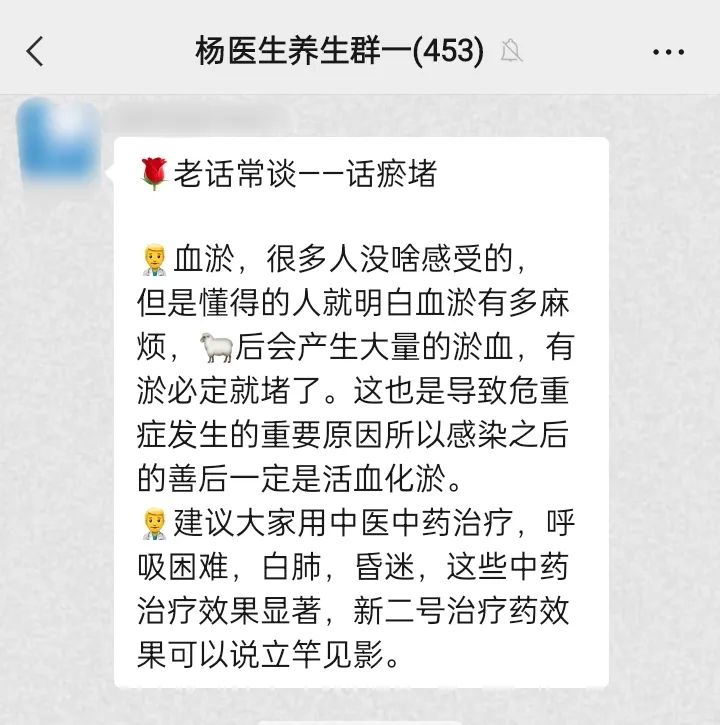 杨医生养生群一(453)
🌹老话常谈——话瘀堵
👨‍⚕️血淤，很多人没啥感受的，
但是懂得的人就明白血淤有多麻
烦，🐑后会产生大量的淤血，有
淤必定就堵了。这也是导致危重
症发生的重要原因所以感染之后
的善后一定是活血化淤。
👨‍⚕️建议大家用中医中药治疗，呼
吸困难，白肺，昏迷，这些中药
治疗效果显著，新二号治疗药效
果可以说立竿见影。